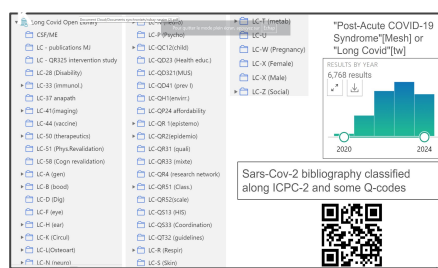 Long Covid Open Library
CSF/ME
LC - publications MJ
LC - QR325 intervention study
LC-28 (Disability)
LC-33 (immunol.)
LC-37 anapath
LC-41(imaging)
LC-44 (vaccine)
LC-50 (therapeutics)
LC-51 (Phys.Revalidation)
LC-58 (Cogn revalidation)
LC-A (gen)
LC-B (bood)
LC-D (Dig)
LC-F (eye)
LC-H (ear)
LC-K (Circul)
LC-L(Osteoart)
LC-N (neuro)
LC-P (Psycho)
LC-QC12(child)
LC-QD23 (Health educ.)
LC-QD321(MUS)
LC-QD41 (prev I)
LC-QH1(envirr.)
LC-QP24 affordability
LC-QR 1(epistemo)
LC-QR2(epidemio)
LC-QR31 (quali)
LC-QR33 (mixte)
LC-QR4 (research network)
LC-QR51 (Class.)
LC-QR52(scale)
LC-QS13 (HIS)
LC-QS33 (Coordination)
LC-QT32 (guidelines)
LC-R (Respir)
LC-S (Skin)
LC-T (metab)
LC-U
LC-W (Pregnancy)
LC-X (Female)
LC-X (Male)
LC-Z (Social)
"Post-Acute COVID-19
Syndrome"[Mesh] or
"Long Covid"[tw]
RESULTS BY YEAR
6,768 results
2020
2024
Sars-Cov-2 bibliography classified
along ICPC-2 and some Q-codes